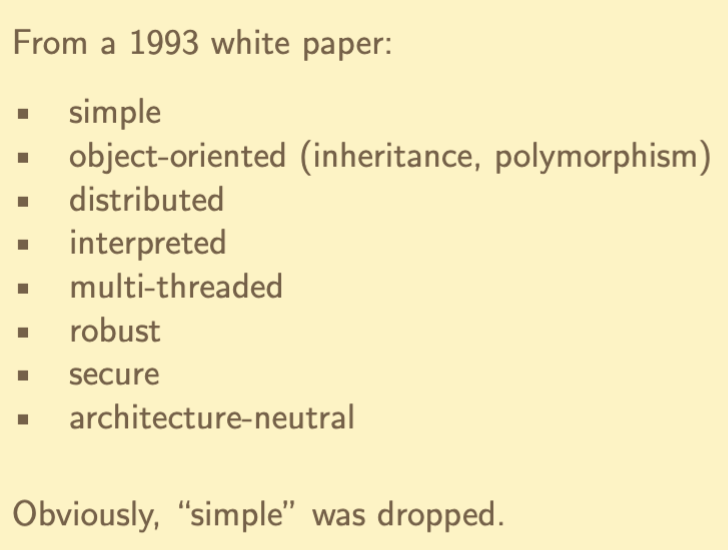 From a 1993 white paper:
▪ simple
▪ object-oriented (inheritance, polymorphism)
▪ distributed
▪ interpreted
▪ multi-threaded
▪ robust
▪ secure
▪ architecture-neutral
Obviously, “simple” was dropped.